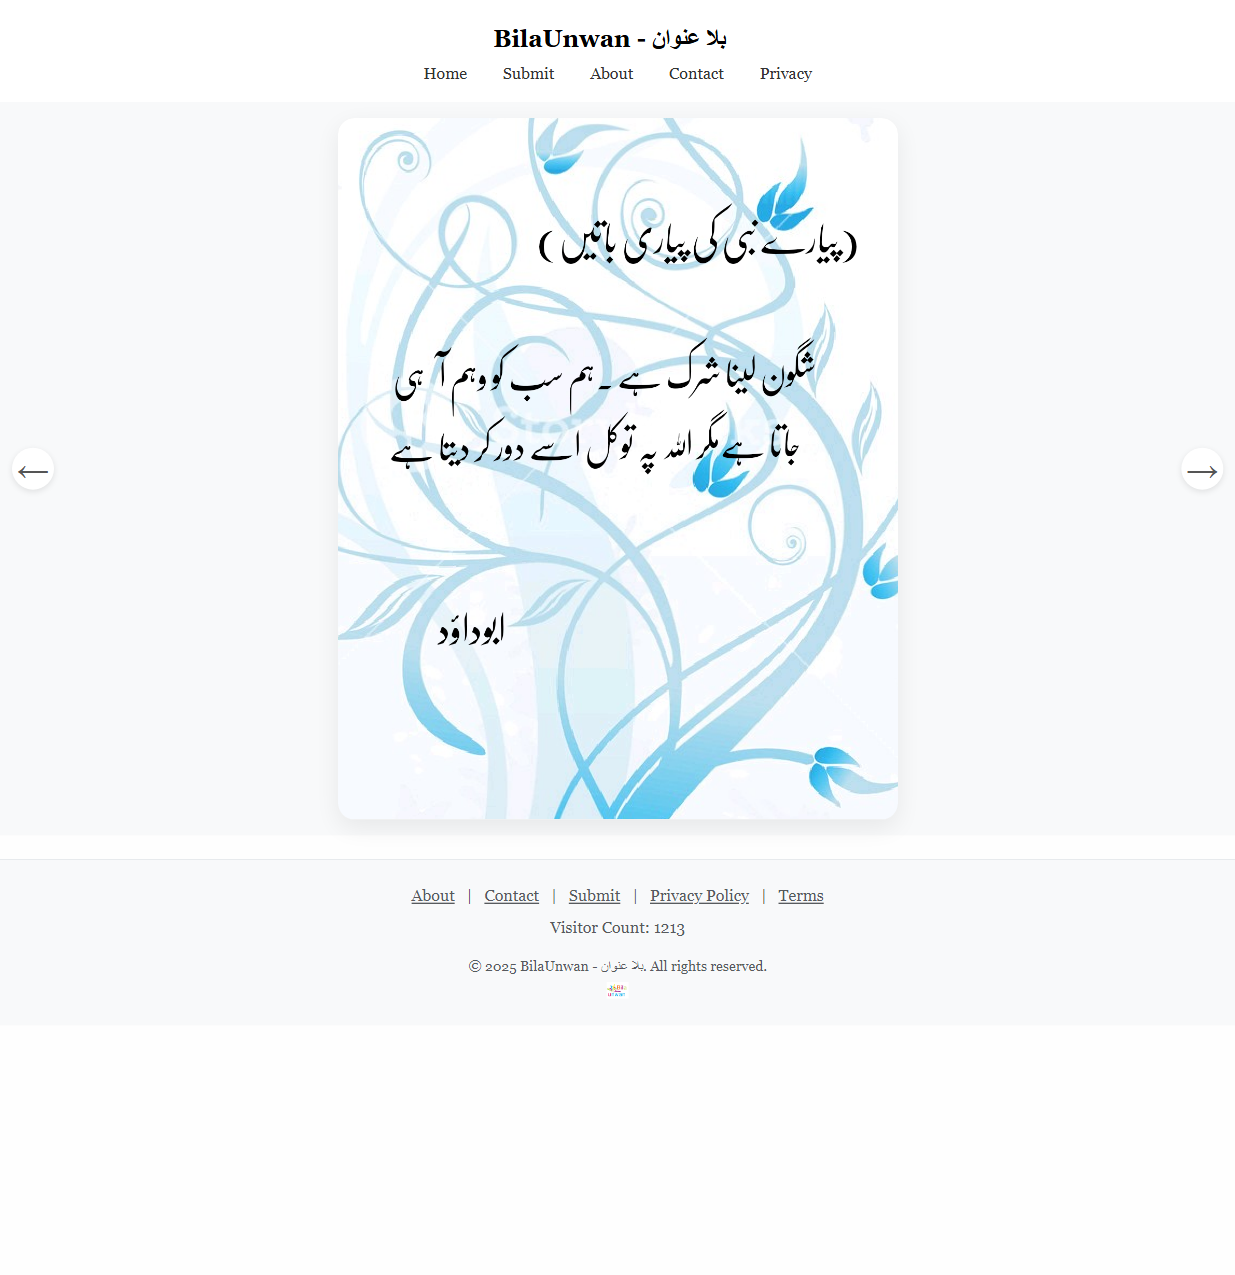 BilaUnwan - بلا عنوان
Home Submit About Contact Privacy
(پیارے نبی کی پیاری باتیں )
شگون لینا شرک ہے ۔ ہم سب کو وہم آ ہی
جاتا ہے مگر اللہ پہ توکل اسے دور کر دیتا ہے
ابوداؤد
←
→
About | Contact | Submit | Privacy Policy | Terms
Visitor Count: 1213
© 2025 BilaUnwan - بلا عنوان. All rights reserved.